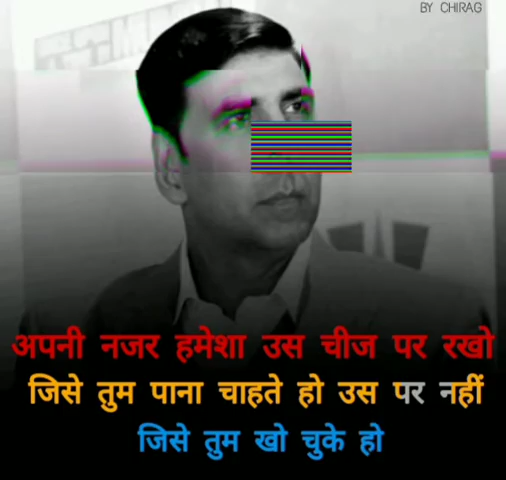 BY CHIRAG
अपनी नजर हमेशा उस चीज पर रखो
जिसे तुम पाना चाहते हो उस पर नहीं
जिसे तुम खो चुके हो